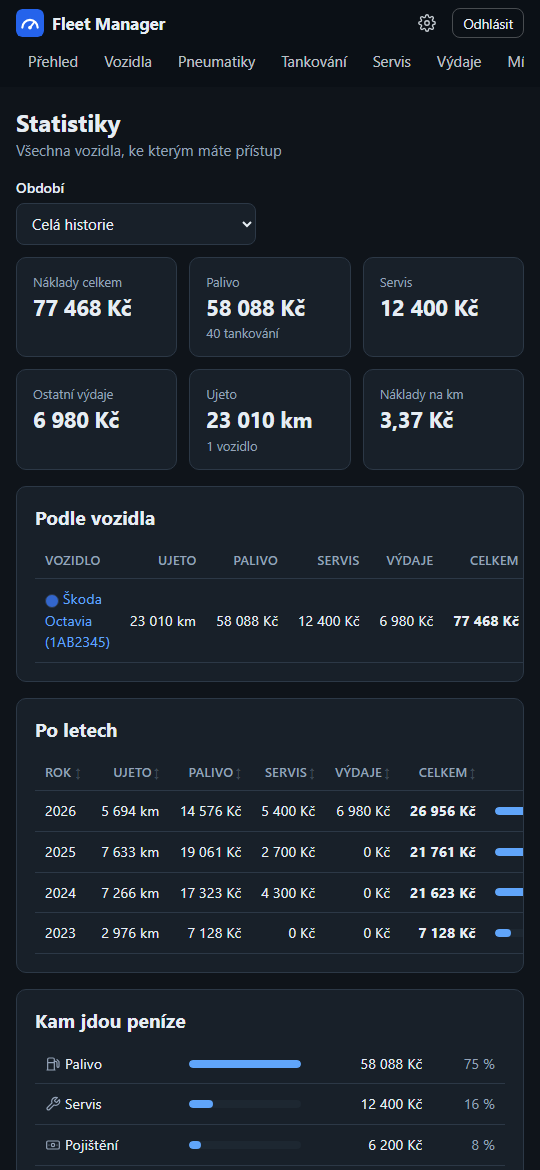 Fleet Manager
Odhlásit
Přehled Vozidla Pneumatiky Tankování Servis Výdaje Mí
Statistiky
Všechna vozidla, ke kterým máte přístup
Období
Celá historie
Náklady celkem
77 468 Kč
Palivo
58 088 Kč
40 tankování
Servis
12 400 Kč
Ostatní výdaje
6 980 Kč
Ujeto
23 010 km
1 vozidlo
Náklady na km
3,37 Kč
Podle vozidla
VOZIDLO UJETO PALIVO SERVIS VÝDAJE CELKEM
Škoda
Octavia
(1AB2345)
23 010 km 58 088 Kč 12 400 Kč 6 980 Kč 77 468 Kč
Po letech
ROK UJETO PALIVO SERVIS VÝDAJE CELKEM
2026 5 694 km 14 576 Kč 5 400 Kč 6 980 Kč 26 956 Kč
2025 7 633 km 19 061 Kč 2 700 Kč 0 Kč 21 761 Kč
2024 7 266 km 17 323 Kč 4 300 Kč 0 Kč 21 623 Kč
2023 2 976 km 7 128 Kč 0 Kč 0 Kč 7 128 Kč
Kam jdou peníze
Palivo 58 088 Kč 75 %
Servis 12 400 Kč 16 %
Pojištění 6 200 Kč 8 %